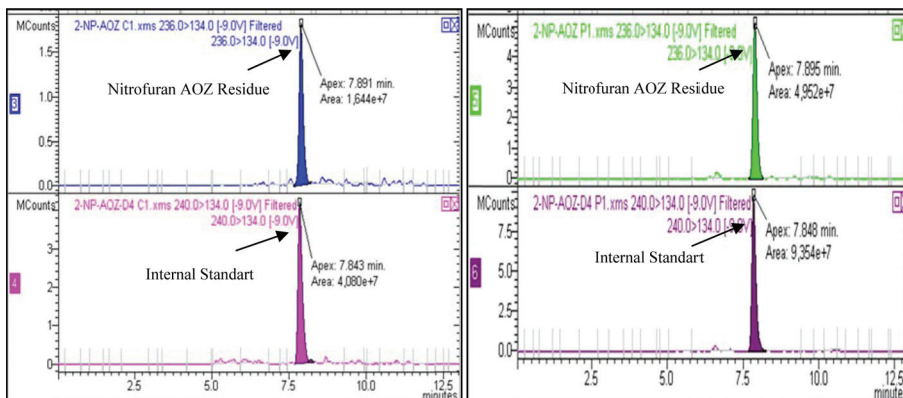 MCounts
2-NP-AOZ C1.xms 236.0>134.0 [-9.0V] Filtered
236.0>134.0 [-9.0V]
Nitrofuran AOZ Residue
Apex: 7.891 min.
Area: 1,644e+7
1.5
1.0
0.5
0.0
3
MCounts
2-NP-AOZ-D4 C1.xms 240.0>134.0 [-9.0V] Filtered
240.0>134.0 [-9.0V]
Internal Standart
Apex: 7.843 min.
Area: 4,080e+7
4
3
2
1
0
4
2.5
5.0
7.5
10.0
12.5
minutes
MCounts
2-NP-AOZ P1.xms 236.0>134.0 [-9.0V] Filtered
236.0>134.0 [-9.0V]
Nitrofuran AOZ Residue
Apex: 7.895 min.
Area: 4,952e+7
4
3
2
1
0
MCounts
2-NP-AOZ-D4 P1.xms 240.0>134.0 [-9.0V] Filtered
240.0>134.0 [-9.0V]
Internal Standart
Apex: 7.848 min.
Area: 9,354e+7
7.5
5.0
2.5
0.0
6
2.5
5.0
7.5
10.0
12.5
minutes